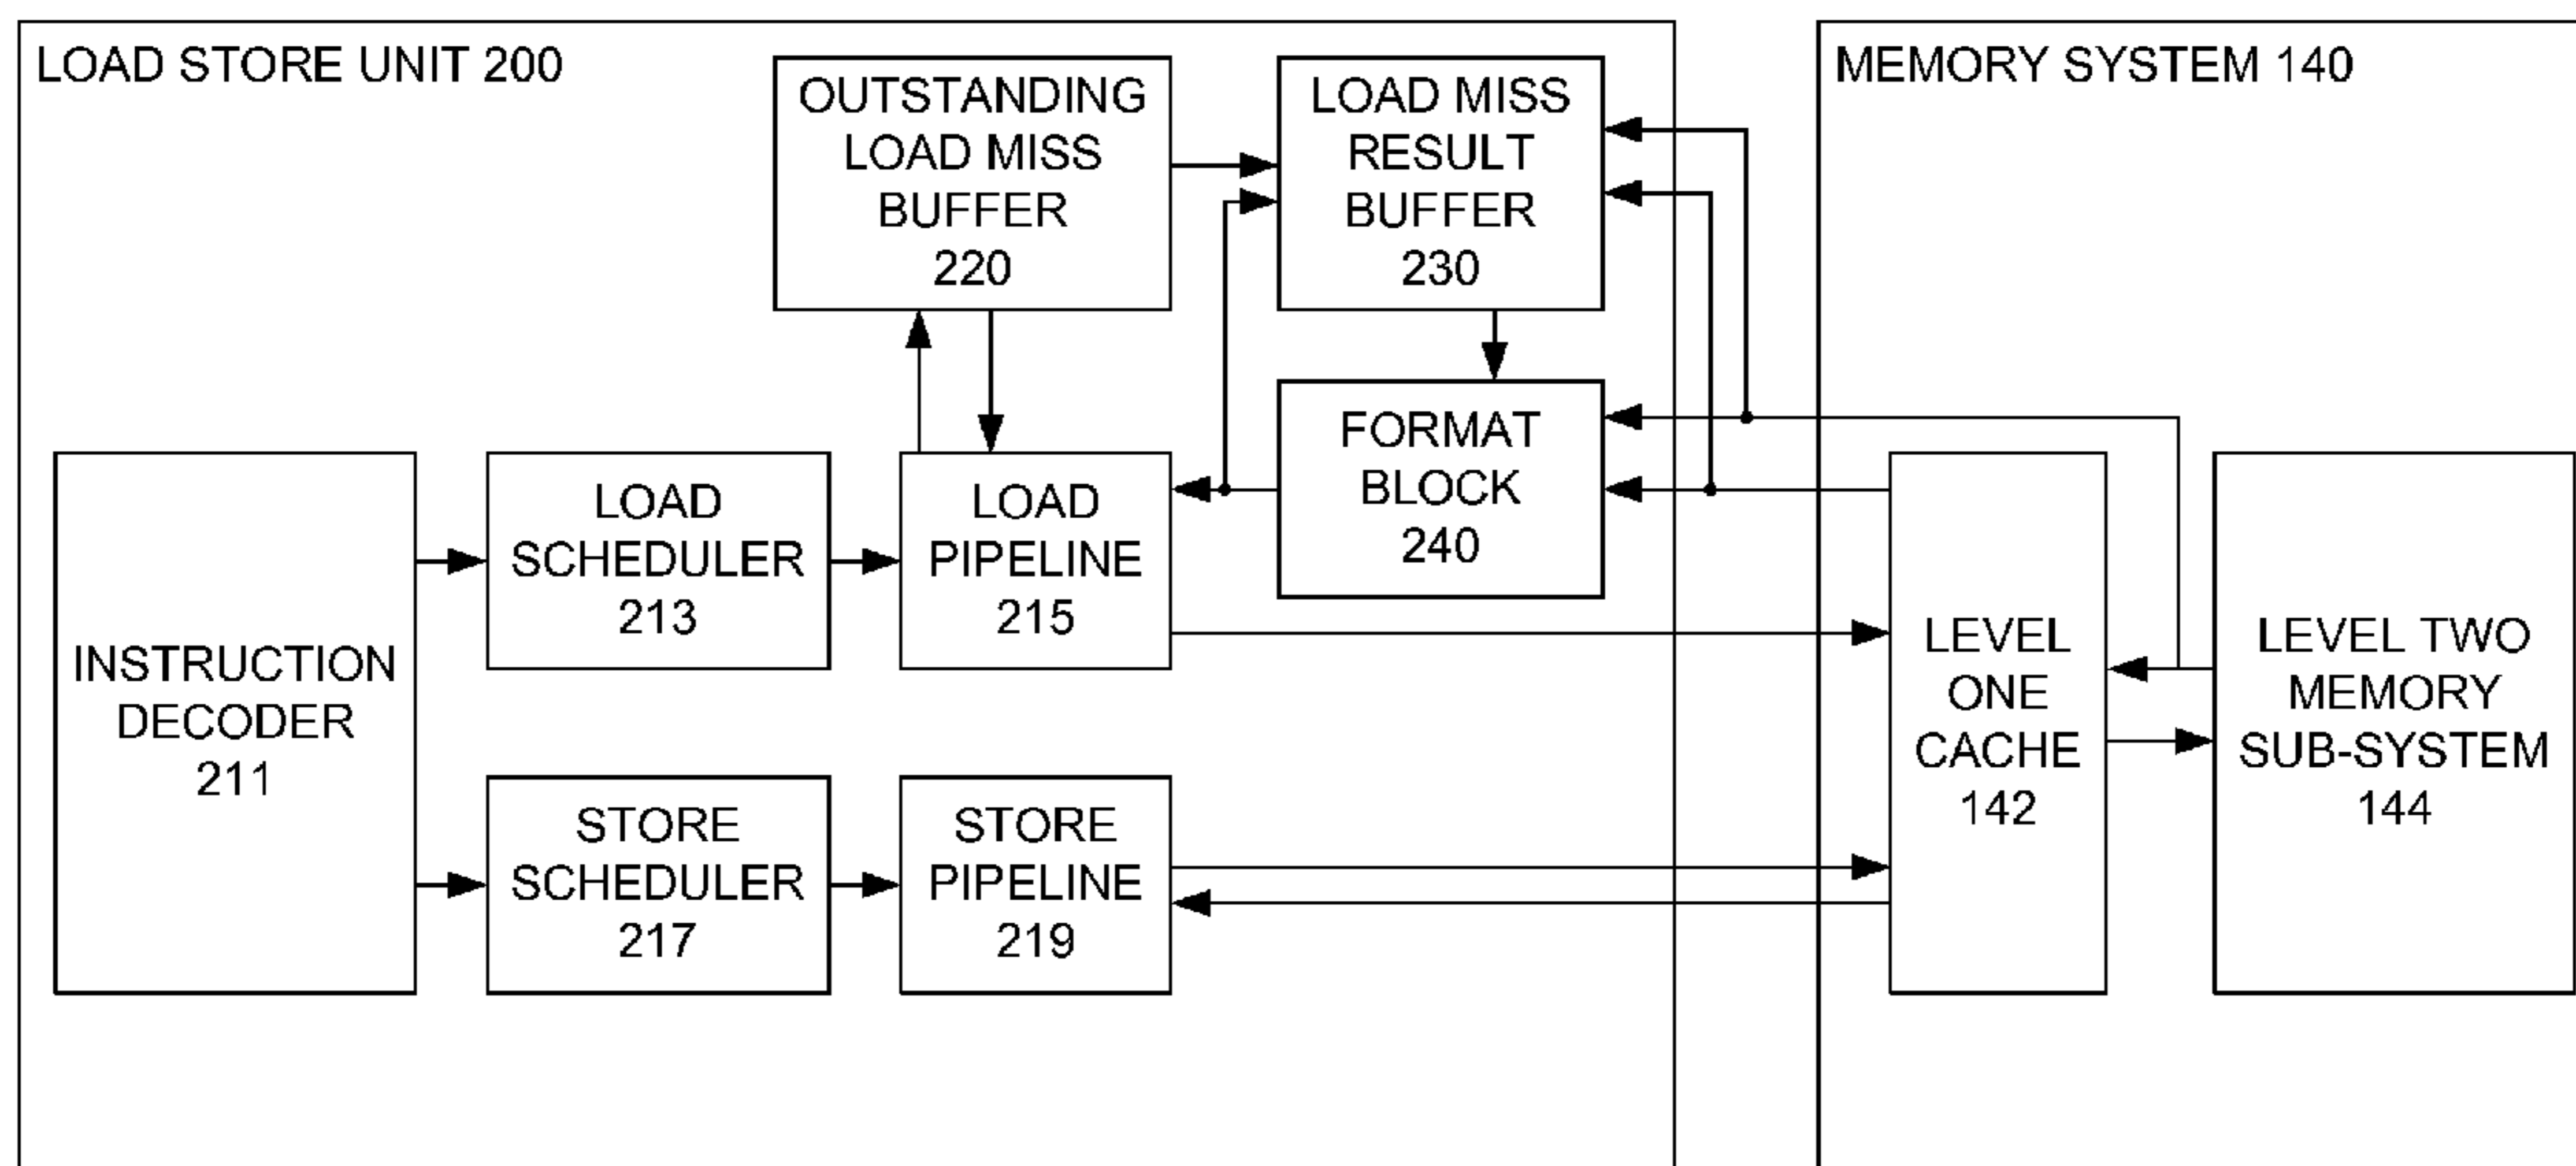 LOAD STORE UNIT 200
OUTSTANDING
LOAD MISS
BUFFER
220
LOAD MISS
RESULT
BUFFER
230
MEMORY SYSTEM 140
INSTRUCTION
DECODER
211
LOAD
SCHEDULER
213
LOAD
PIPELINE
215
FORMAT
BLOCK
240
STORE
SCHEDULER
217
STORE
PIPELINE
219
LEVEL
ONE
CACHE
142
LEVEL TWO
MEMORY
SUB-SYSTEM
144